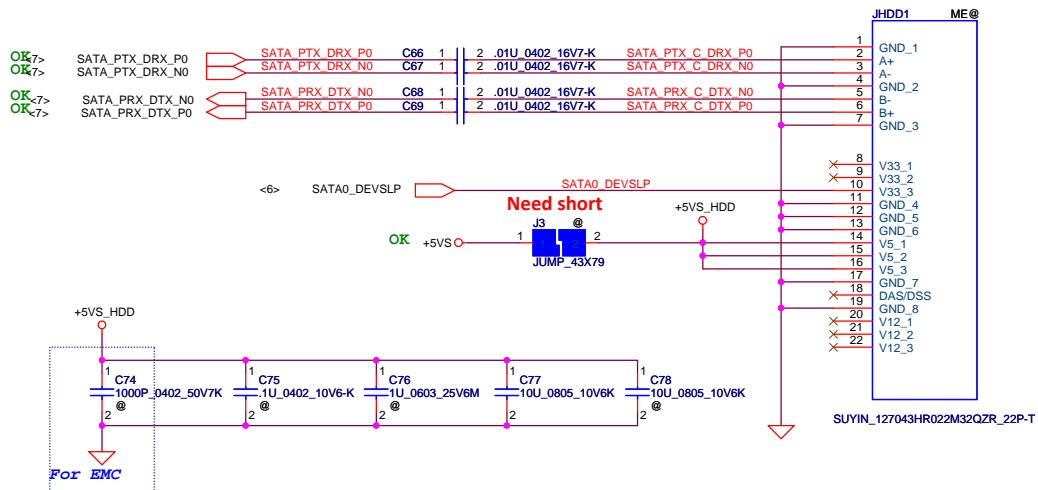 JHDD1 ME@
OK<7> SATA_PTX_DRX_P0 SATA_PTX_DRX_P0 C66 1 2 .01U_0402_16V7-K SATA_PTX_C_DRX_P0 1 GND_1
OK<7> SATA_PTX_DRX_N0 SATA_PTX_DRX_N0 C67 1 2 .01U_0402_16V7-K SATA_PTX_C_DRX_N0 2 A+
3 A-
4 GND_2
OK<7> SATA_PRX_DTX_N0 SATA_PRX_DTX_N0 C68 1 2 .01U_0402_16V7-K SATA_PRX_C_DTX_N0 5 B-
OK<7> SATA_PRX_DTX_P0 SATA_PRX_DTX_P0 C69 1 2 .01U_0402_16V7-K SATA_PRX_C_DTX_P0 6 B+
7 GND_3
8 V33_1
9 V33_2
<6> SATA0_DEVSLP SATA0_DEVSLP 10 V33_3
Need short
11 GND_4
+5VS_HDD 12 GND_5
J3 @ 13 GND_6
OK +5VS 1 1 2 2 14 V5_1
JUMP_43X79 15 V5_2
16 V5_3
17 GND_7
18 DAS/DSS
19 GND_8
20 V12_1
21 V12_2
22 V12_3
SUYIN_127043HR022M32QZR_22P-T
+5VS_HDD
1 1 1 1 1
C74 C75 C76 C77 C78
1000P_0402_50V7K .1U_0402_10V6-K 1U_0603_25V6M 10U_0805_10V6K 10U_0805_10V6K
@ @ @ @
2 2 2 2 2
For EMC